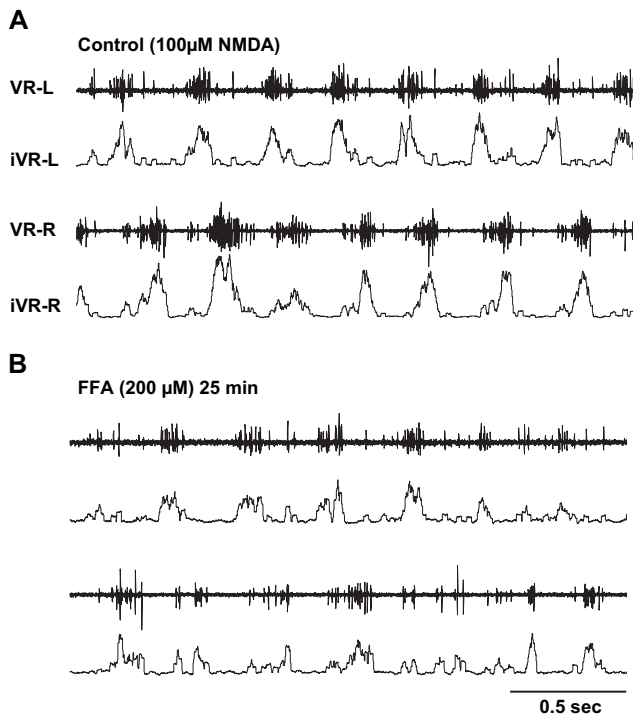 A
Control (100µM NMDA)
VR-L
iVR-L
VR-R
iVR-R
B
FFA (200 µM) 25 min
0.5 sec